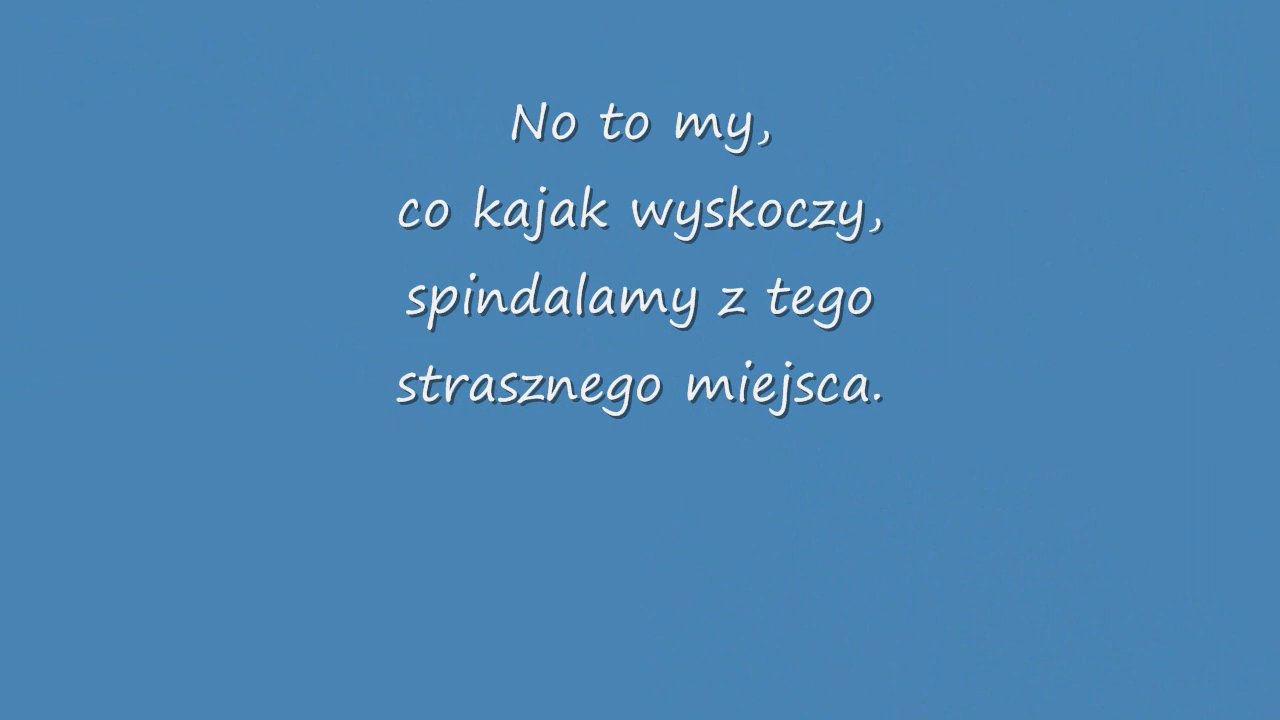 No to my,
co kajak wyskoczy,
spindalamy z tego
strasznego miejsca.